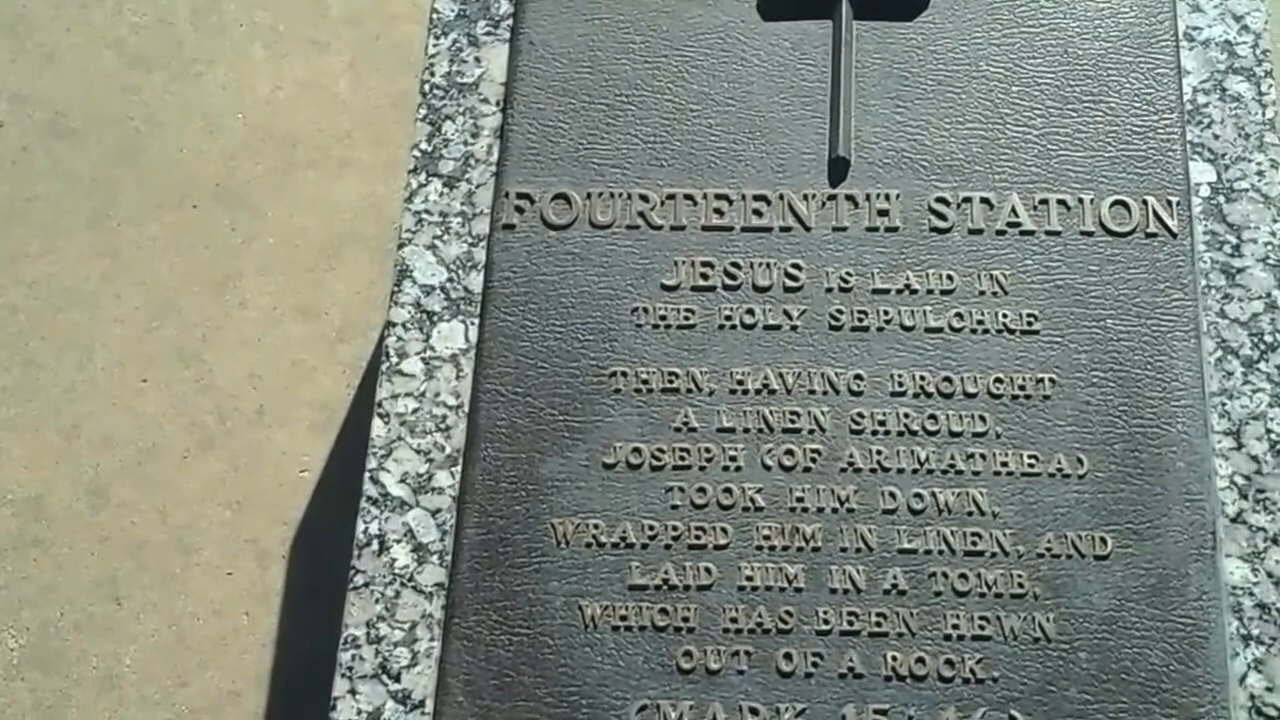 FOURTEENTH STATION
JESUS IS LAID IN
THE HOLY SEPULCHRE
THEN, HAVING BROUGHT
A LINEN SHROUD,
JOSEPH (OF ARIMATHEA)
TOOK HIM DOWN,
WRAPPED HIM IN LINEN, AND
LAID HIM IN A TOMB,
WHICH HAS BEEN HEWN
OUT OF A ROCK.
(MARK